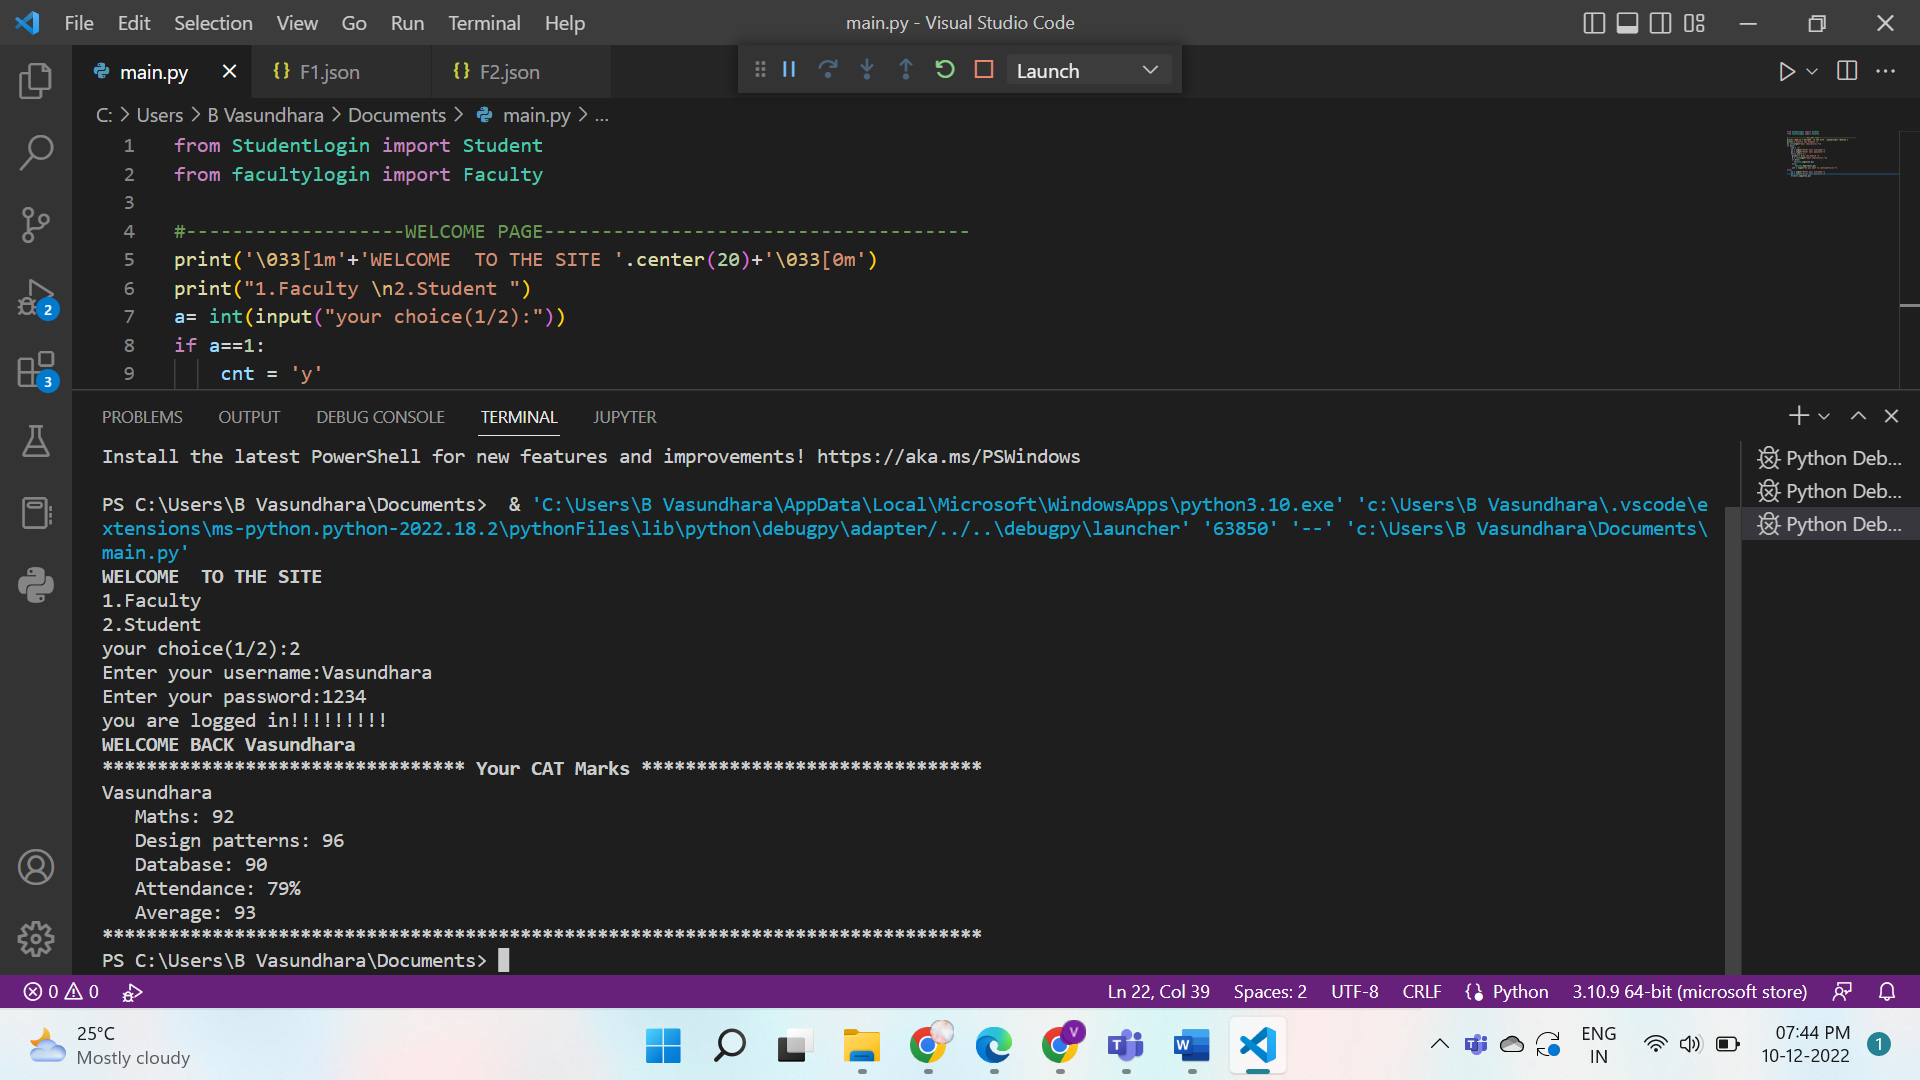 File Edit Selection View Go Run Terminal Help
main.py - Visual Studio Code
main.py
{} F1.json
{} F2.json
Launch
C: > Users > B Vasundhara > Documents > main.py > ...
1 from StudentLogin import Student
2 from facultylogin import Faculty
3
4 #-------------------WELCOME PAGE-------------------------------------
5 print('\033[1m'+'WELCOME  TO THE SITE '.center(20)+'\033[0m')
6 print("1.Faculty \n2.Student ")
7 a= int(input("your choice(1/2):"))
8 if a==1:
9     cnt = 'y'
2
3
PROBLEMS OUTPUT DEBUG CONSOLE TERMINAL JUPYTER
Install the latest PowerShell for new features and improvements! https://aka.ms/PSWindows
PS C:\Users\B Vasundhara\Documents>  & 'C:\Users\B Vasundhara\AppData\Local\Microsoft\WindowsApps\python3.10.exe' 'c:\Users\B Vasundhara\.vscode\e
xtensions\ms-python.python-2022.18.2\pythonFiles\lib\python\debugpy\adapter/../..\debugpy\launcher' '63850' '--' 'c:\Users\B Vasundhara\Documents\
main.py'
WELCOME  TO THE SITE
1.Faculty
2.Student
your choice(1/2):2
Enter your username:Vasundhara
Enter your password:1234
you are logged in!!!!!!!!!
WELCOME BACK Vasundhara
********************************* Your CAT Marks *******************************
Vasundhara
   Maths: 92
   Design patterns: 96
   Database: 90
   Attendance: 79%
   Average: 93
********************************************************************************
PS C:\Users\B Vasundhara\Documents>
Python Deb...
Python Deb...
Python Deb...
0 0
Ln 22, Col 39 Spaces: 2 UTF-8 CRLF {} Python 3.10.9 64-bit (microsoft store)
25°C
Mostly cloudy
V
T
W
ENG
IN
07:44 PM
10-12-2022
1